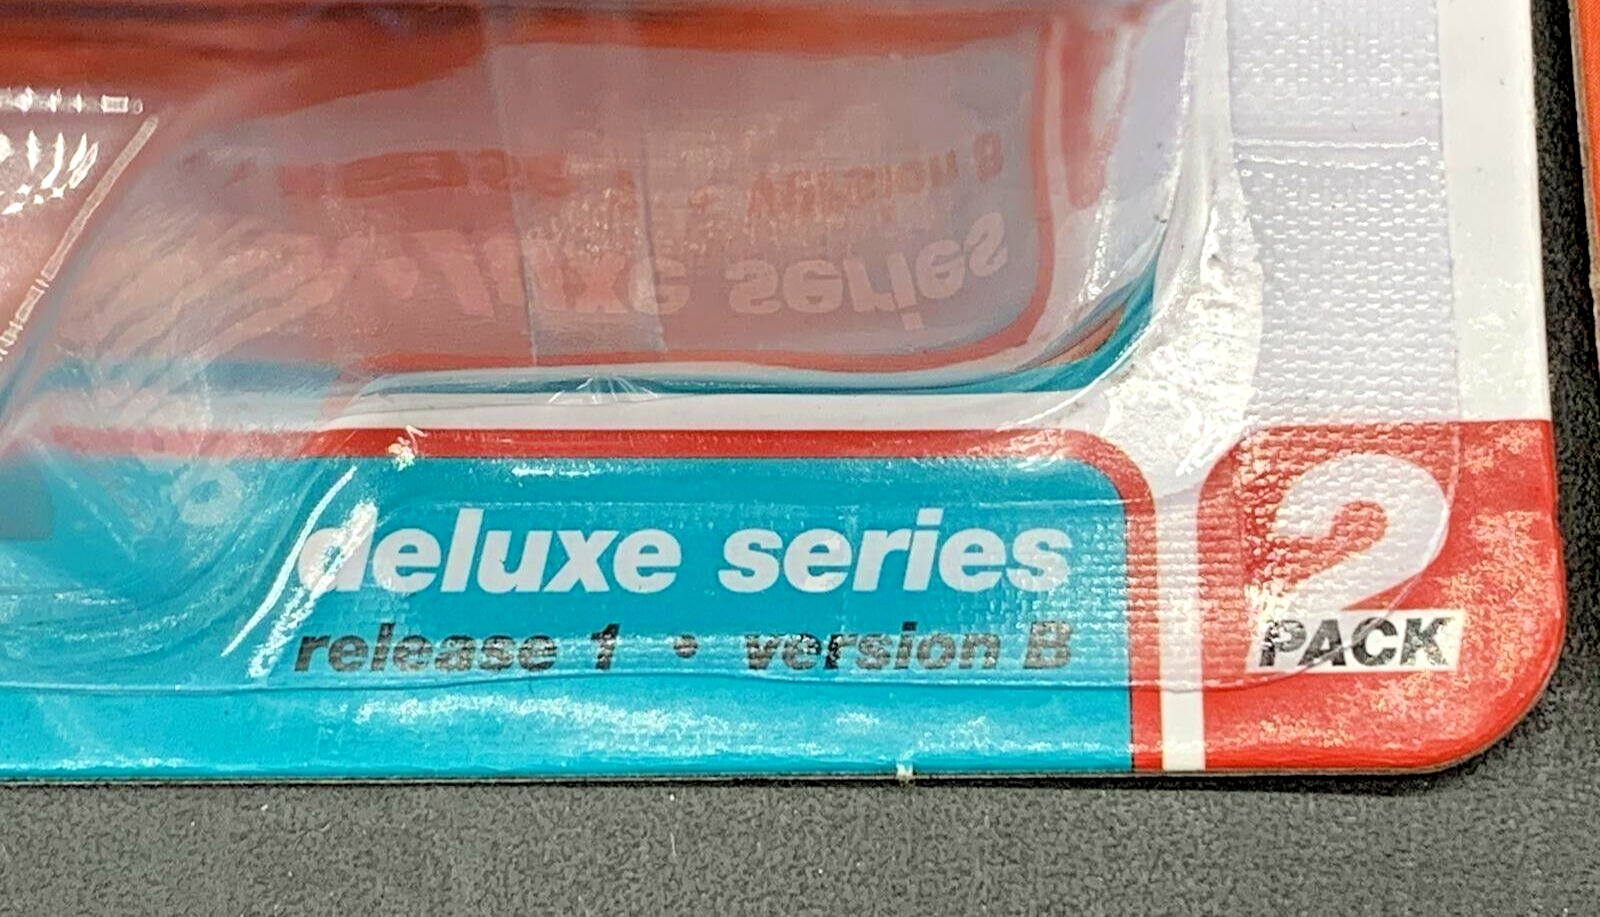 deluxe series
release 1 • version B
2
PACK